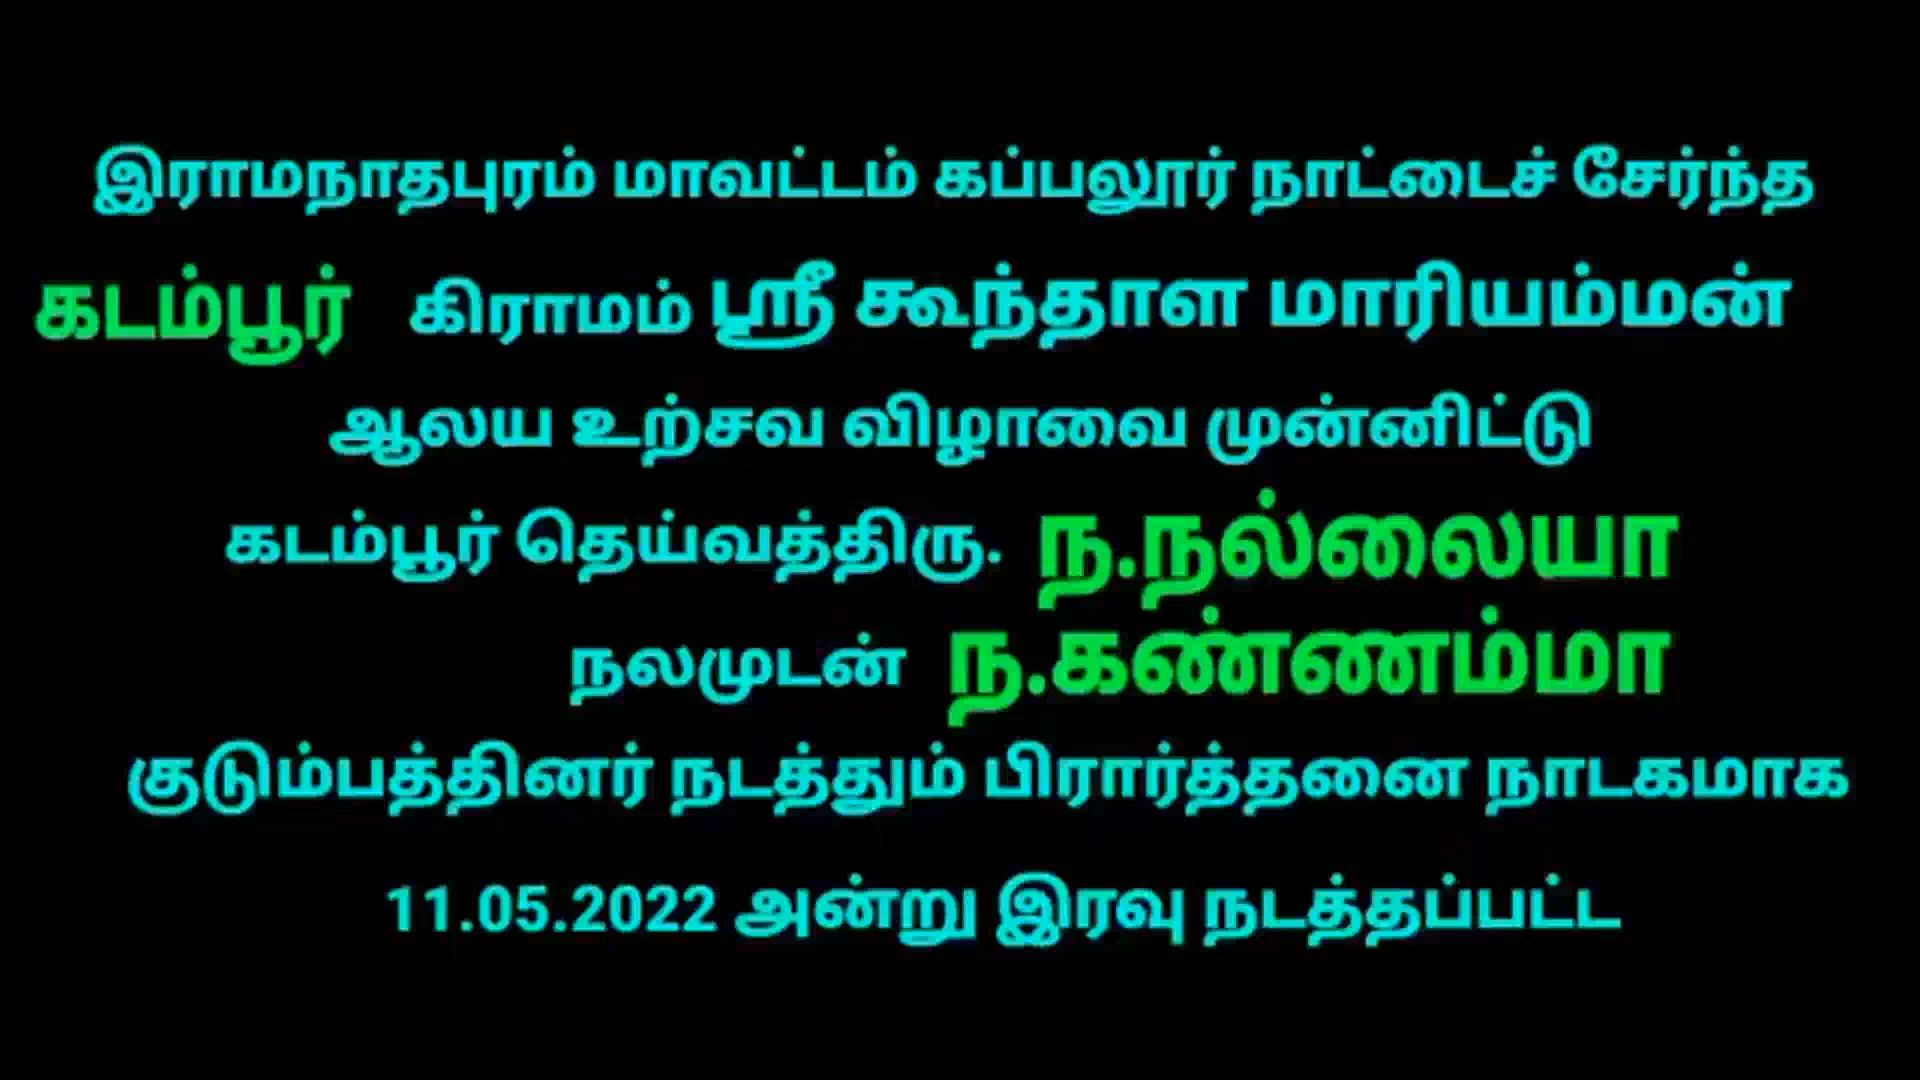 இராமநாதபுரம் மாவட்டம் கப்பலூர் நாட்டைச் சேர்ந்த
கடம்பூர் கிராமம் ஸ்ரீ கூந்தாள மாரியம்மன்
ஆலய உற்சவ விழாவை முன்னிட்டு
கடம்பூர் தெய்வத்திரு. ந.நல்லையா
நலமுடன் ந.கண்ணம்மா
குடும்பத்தினர் நடத்தும் பிரார்த்தனை நாடகமாக
11.05.2022 அன்று இரவு நடத்தப்பட்ட